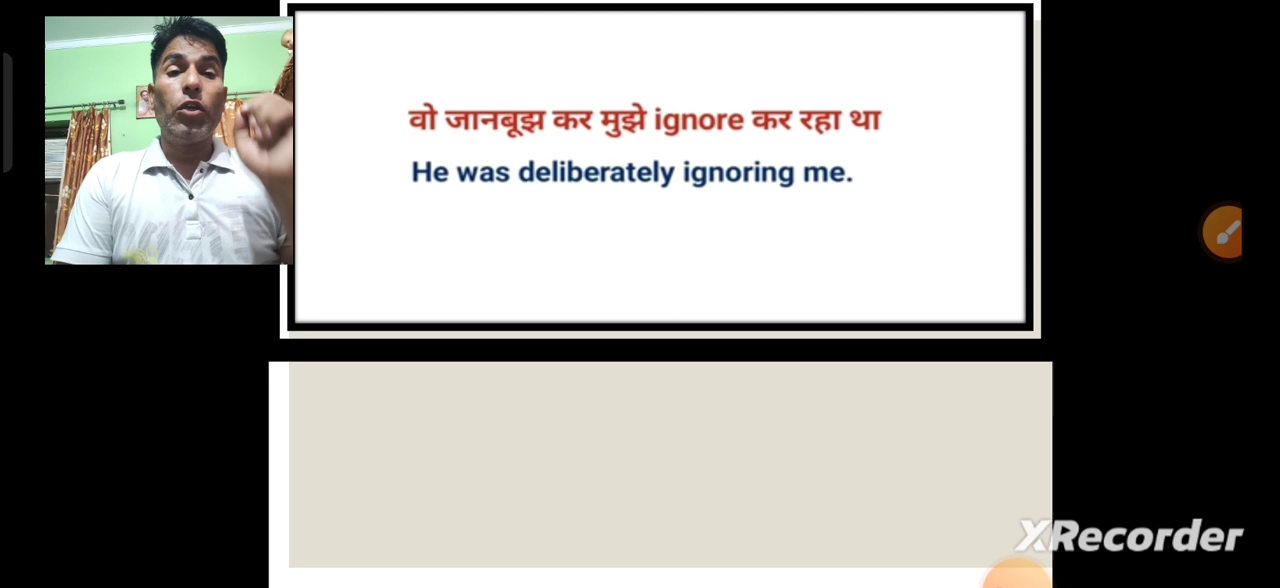 वो जानबूझ कर मुझे ignore कर रहा था
He was deliberately ignoring me.
XRecorder